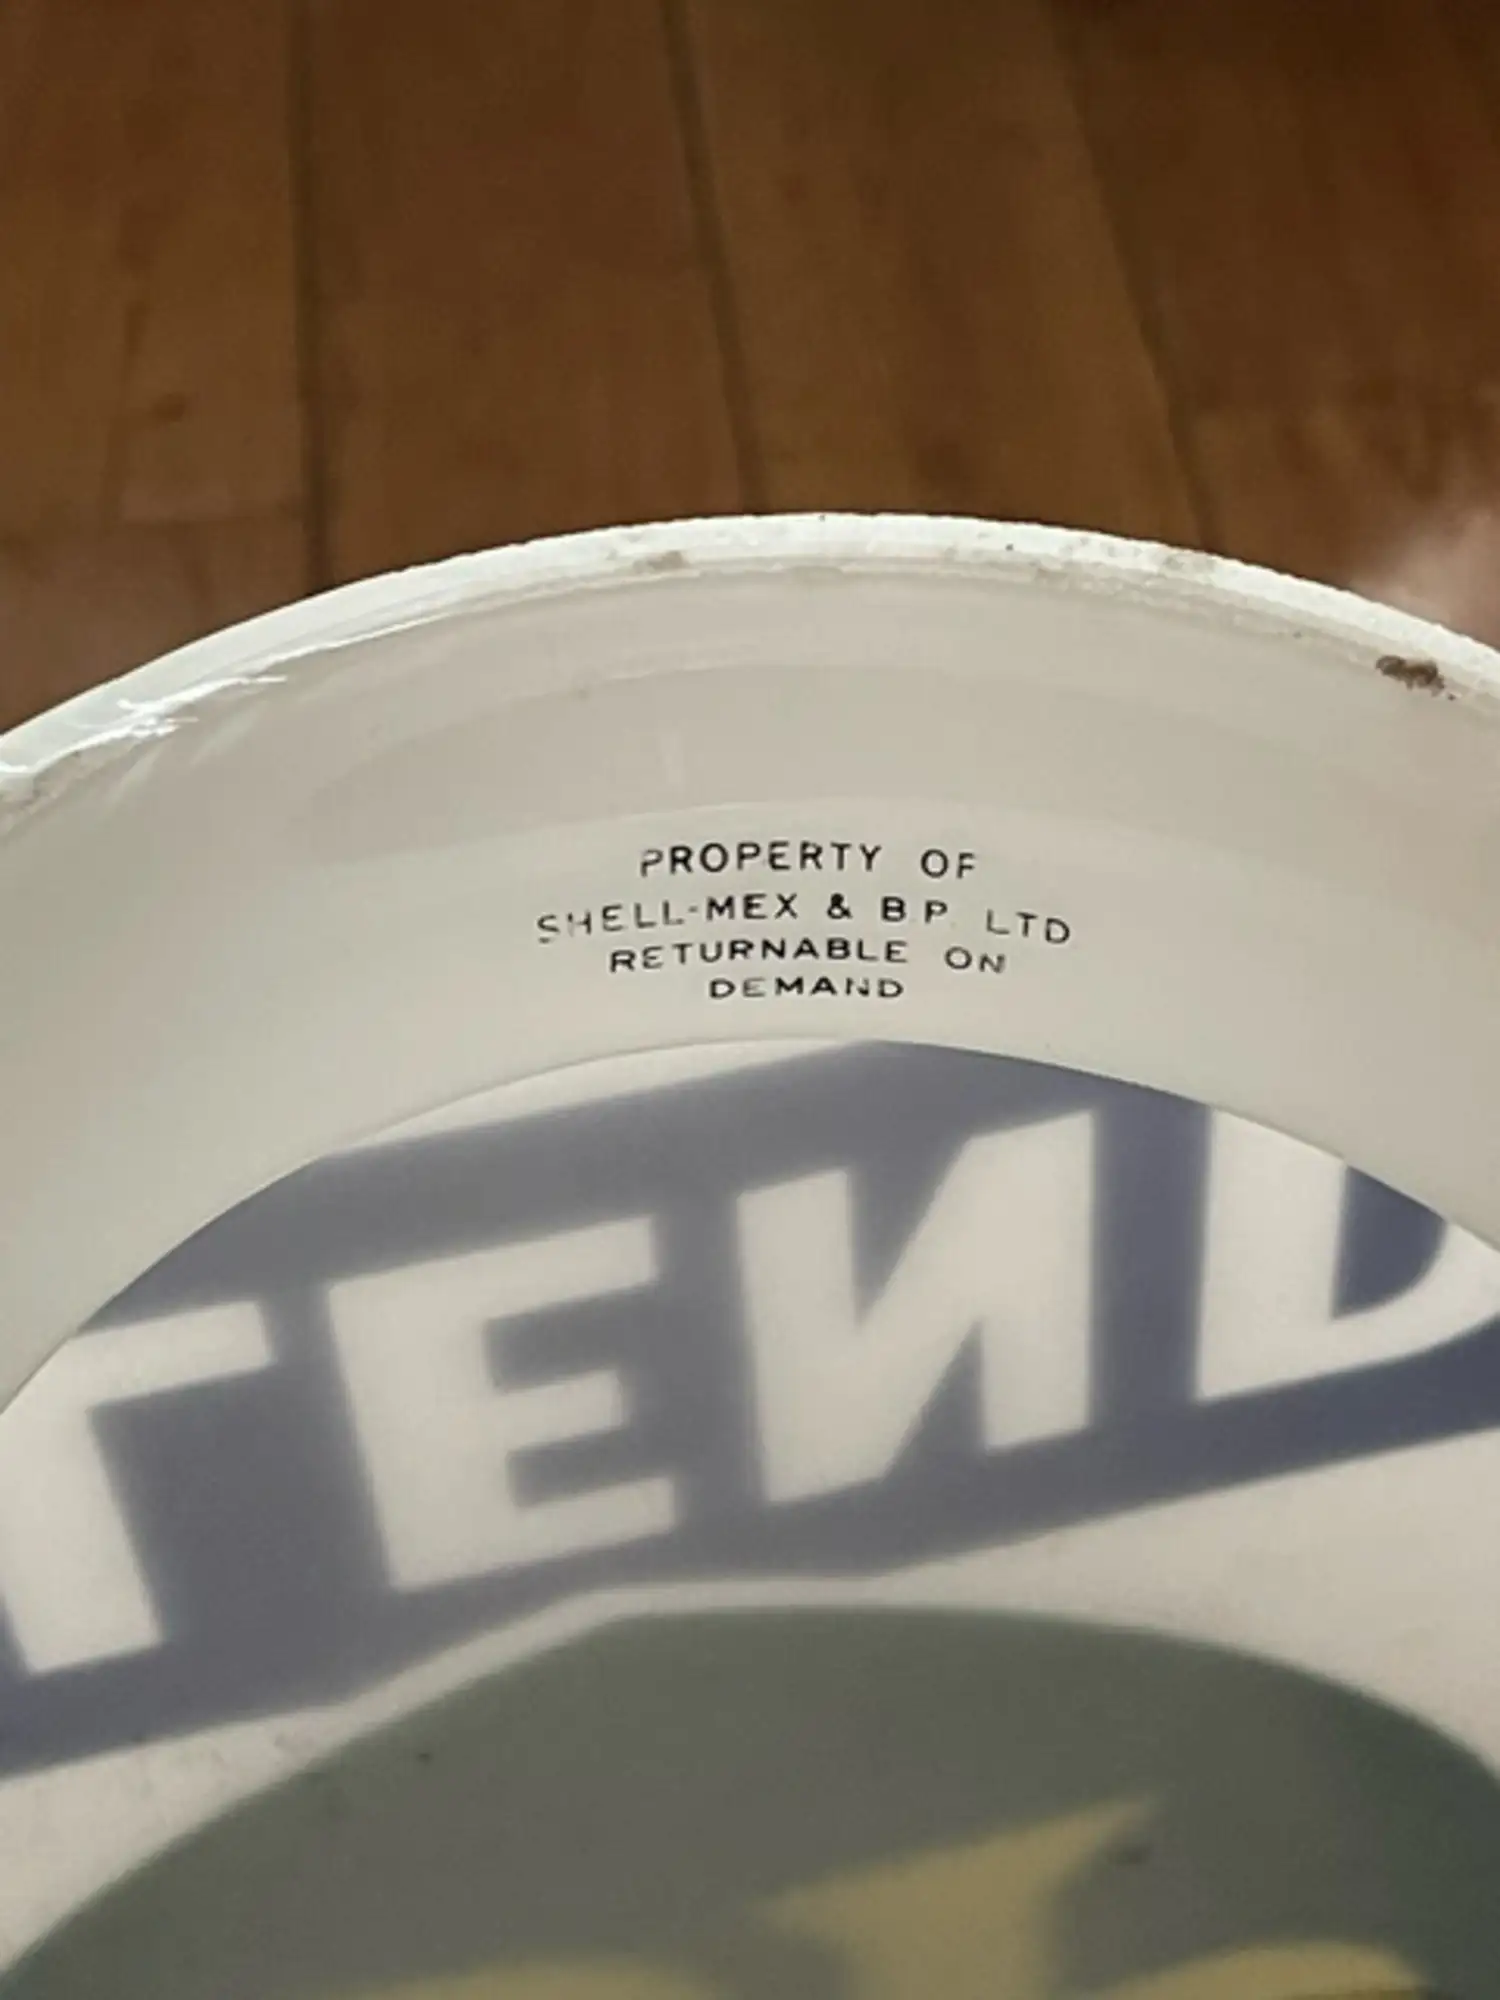 PROPERTY OF
SHELL-MEX & B.P. LTD
RETURNABLE ON
DEMAND